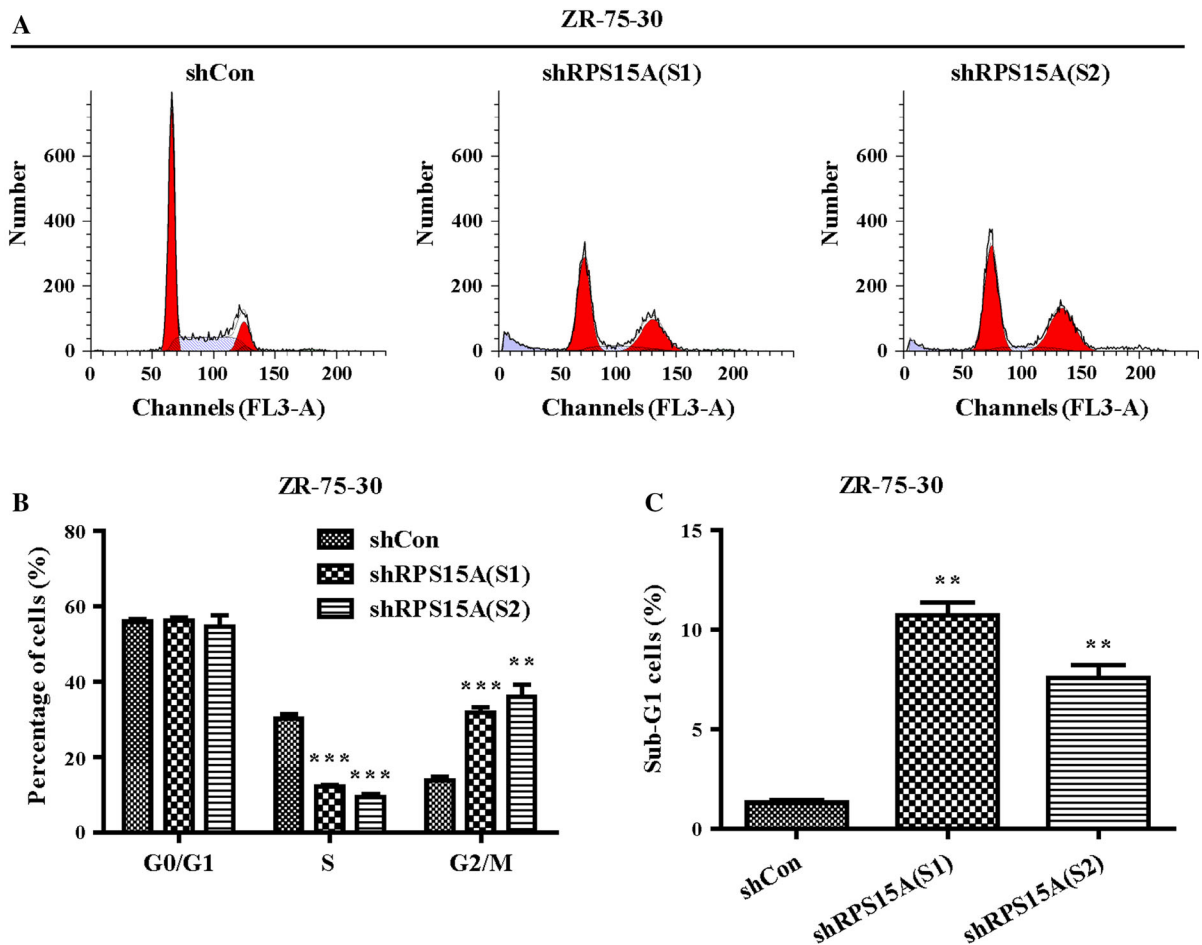 A
ZR-75-30
shCon
shRPS15A(S1)
shRPS15A(S2)
Number
600
400
200
0
0 50 100 150 200
Channels (FL3-A)
Number
600
400
200
0
0 50 100 150 200
Channels (FL3-A)
Number
600
400
200
0
0 50 100 150 200
Channels (FL3-A)
B
ZR-75-30
Percentage of cells (%)
80
60
40
20
0
shCon
shRPS15A(S1)
shRPS15A(S2)
*** ***
*** **
G0/G1 S G2/M
C
ZR-75-30
Sub-G1 cells (%)
15
10
5
0
**
**
shCon
shRPS15A(S1)
shRPS15A(S2)